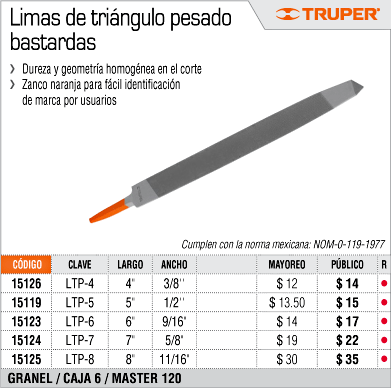 Limas de triángulo pesado
bastardas
TRUPER®
Dureza y geometría homogénea en el corte
Zanco naranja para fácil identificación
de marca por usuarios
Cumplen con la norma mexicana: NOM-0-119-1977
CÓDIGO CLAVE LARGO ANCHO MAYOREO PÚBLICO R
15126 LTP-4 4" 3/8'' $ 12 $ 14
15119 LTP-5 5" 1/2'' $ 13.50 $ 15
15123 LTP-6 6" 9/16" $ 14 $ 17
15124 LTP-7 7" 5/8" $ 19 $ 22
15125 LTP-8 8" 11/16" $ 30 $ 35
GRANEL / CAJA 6 / MASTER 120